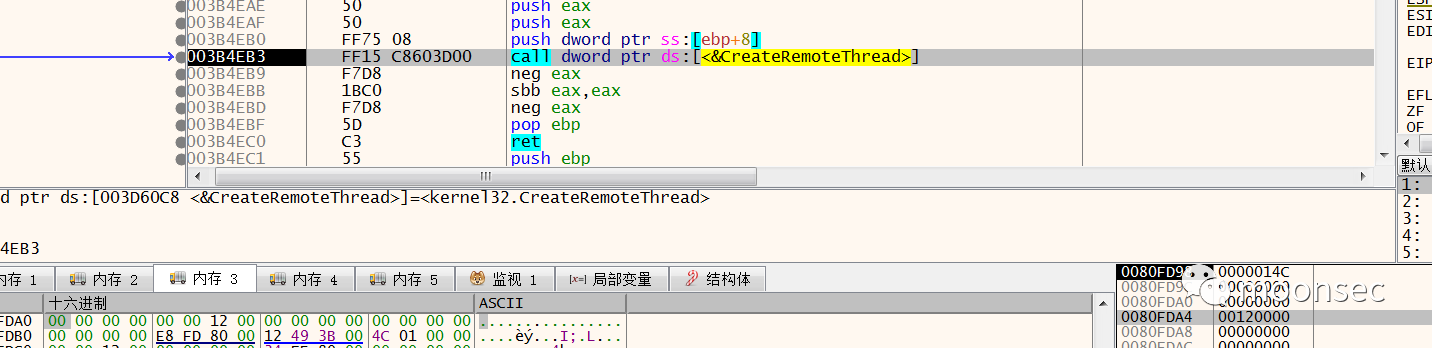 003B4EAE 50 push eax
003B4EAF 50 push eax
003B4EB0 FF75 08 push dword ptr ss:[ebp+8]
003B4EB3 FF15 C8603D00 call dword ptr ds:[<&CreateRemoteThread>]
003B4EB9 F7D8 neg eax
003B4EBB 1BC0 sbb eax,eax
003B4EBD F7D8 neg eax
003B4EBF 5D pop ebp
003B4EC0 C3 ret
003B4EC1 55 push ebp
ESI
EDI
EIP
EFL
ZF
OF
默认
1:
2:
3:
4:
5:
d ptr ds:[003D60C8 <&CreateRemoteThread>]=<kernel32.CreateRemoteThread>
4EB3
内存 1 内存 2 内存 3 内存 4 内存 5 监视 1 [x=] 局部变量 结构体
十六进制 ASCII
FDA0 00 00 00 00 00 00 12 00 00 00 00 00 00 00 00 00 ................
FDB0 E8 FD 80 00 12 49 3B 00 4C 01 00 00 00 00 00 00 èý...I;.L.......
0000014C
0080FDA0 00000000
0080FDA4 00120000
0080FDA8 00000000
0080FDAC 00000000
moonsec